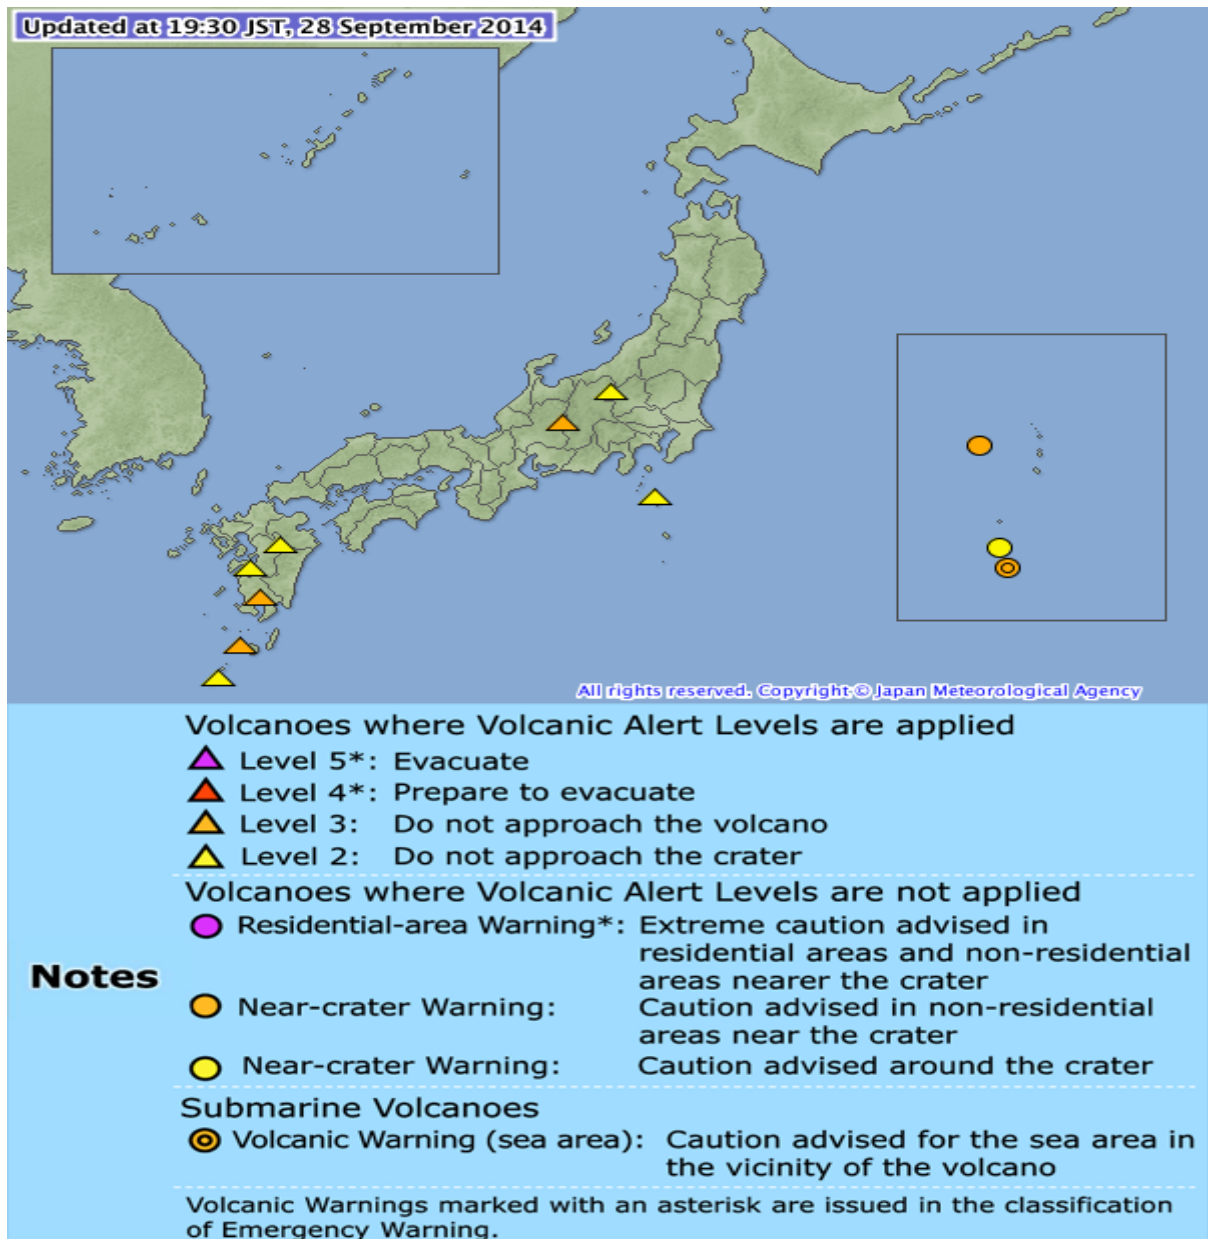 Updated at 19:30 JST, 28 September 2014
All rights reserved. Copyright © Japan Meteorological Agency
Volcanoes where Volcanic Alert Levels are applied
Level 5*: Evacuate
Level 4*: Prepare to evacuate
Level 3: Do not approach the volcano
Level 2: Do not approach the crater
Volcanoes where Volcanic Alert Levels are not applied
Residential-area Warning*: Extreme caution advised in
residential areas and non-residential
areas nearer the crater
Notes
Near-crater Warning: Caution advised in non-residential
areas near the crater
Near-crater Warning: Caution advised around the crater
Submarine Volcanoes
Volcanic Warning (sea area): Caution advised for the sea area in
the vicinity of the volcano
Volcanic Warnings marked with an asterisk are issued in the classification
of Emergency Warning.